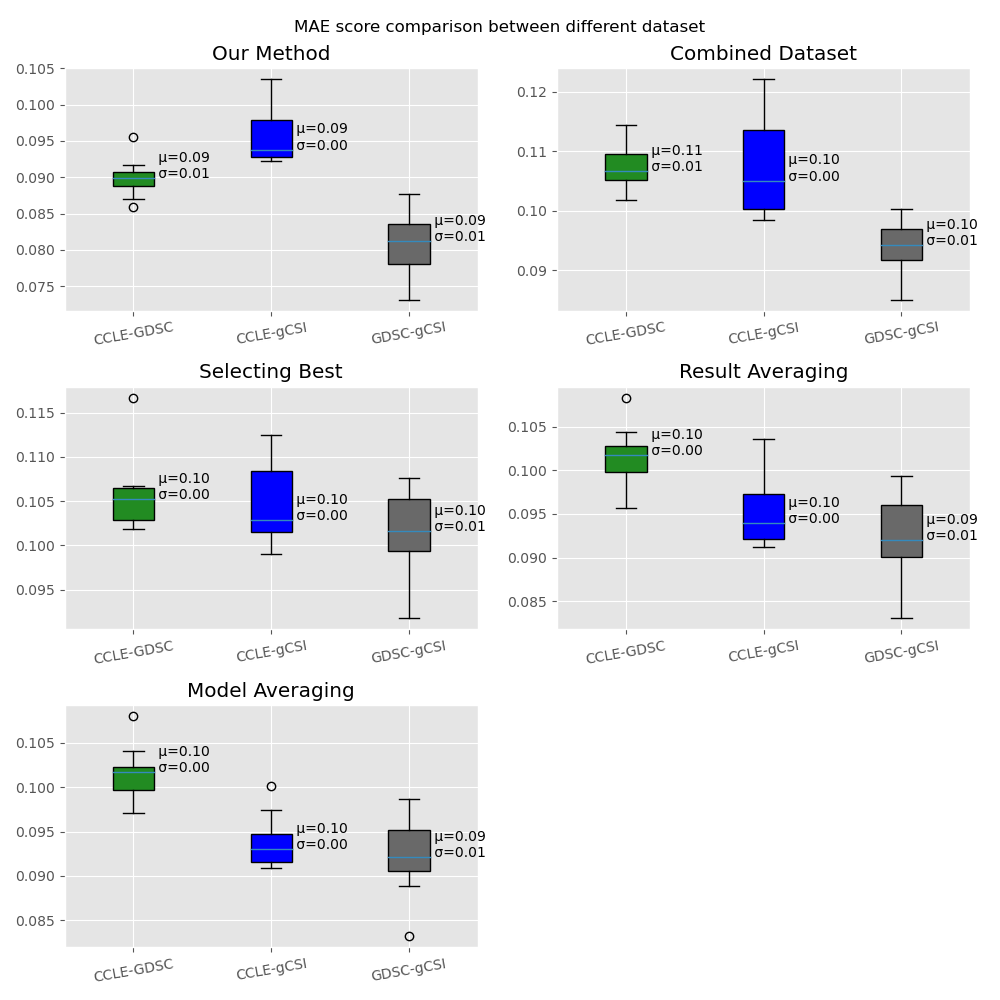 MAE score comparison between different dataset
Our Method
0.105
0.100
0.095
0.090
0.085
0.080
0.075
μ=0.09
σ=0.01
μ=0.09
σ=0.00
μ=0.09
σ=0.01
CCLE-GDSC
CCLE-gCSI
GDSC-gCSI
Combined Dataset
0.12
0.11
0.10
0.09
μ=0.11
σ=0.01
μ=0.10
σ=0.00
μ=0.10
σ=0.01
CCLE-GDSC
CCLE-gCSI
GDSC-gCSI
Selecting Best
0.115
0.110
0.105
0.100
0.095
μ=0.10
σ=0.00
μ=0.10
σ=0.00
μ=0.10
σ=0.01
CCLE-GDSC
CCLE-gCSI
GDSC-gCSI
Result Averaging
0.105
0.100
0.095
0.090
0.085
μ=0.10
σ=0.00
μ=0.10
σ=0.00
μ=0.09
σ=0.01
CCLE-GDSC
CCLE-gCSI
GDSC-gCSI
Model Averaging
0.105
0.100
0.095
0.090
0.085
μ=0.10
σ=0.00
μ=0.10
σ=0.00
μ=0.09
σ=0.01
CCLE-GDSC
CCLE-gCSI
GDSC-gCSI